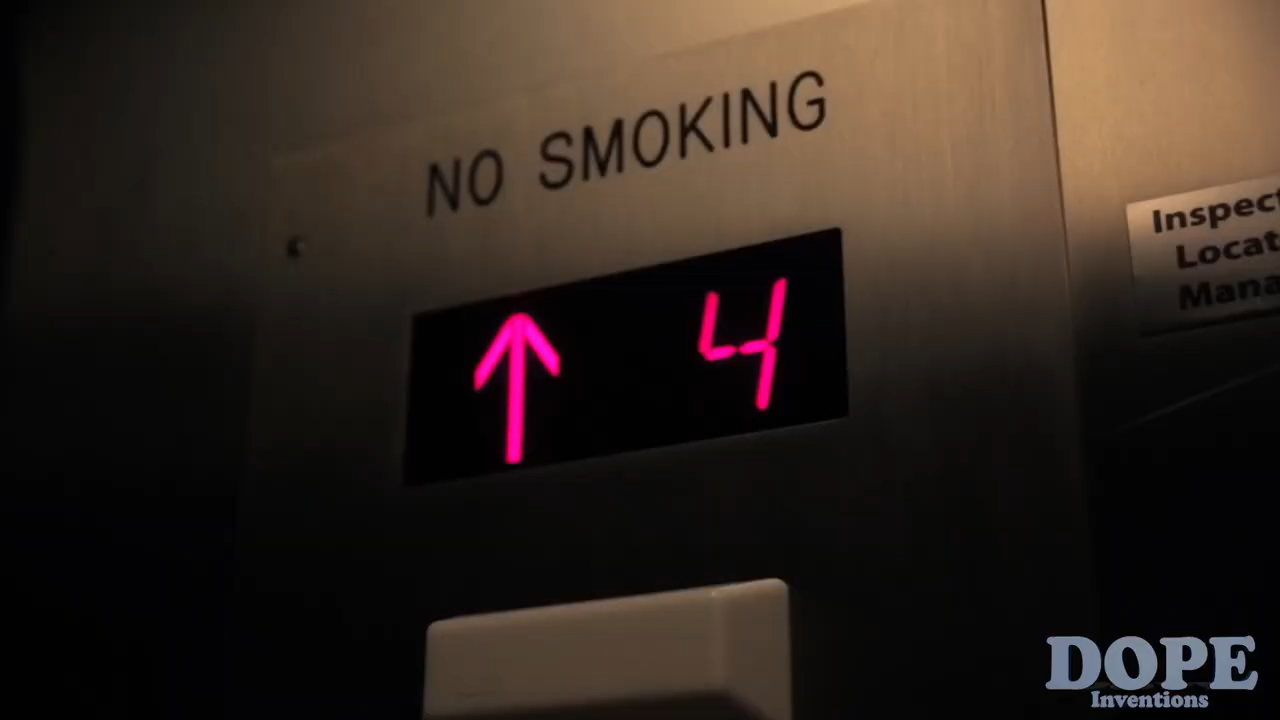 NO SMOKING
↑ 4
Inspect
Locat
Mana
DOPE
Inventions